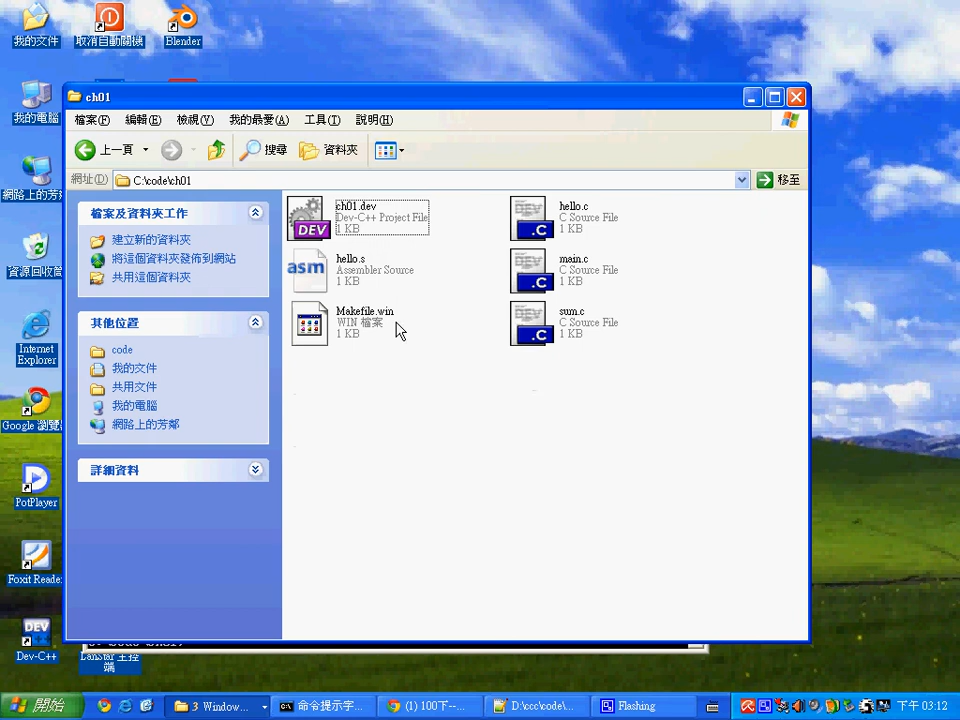 我的文件
取消自動關機
Blender
我的電腦
網路上的芳
資源回收筒
Internet
Explorer
Google 瀏覽
PotPlayer
Foxit Reade
Dev-C++
LanStar 主控
端
ch01
檔案(F) 編輯(E) 檢視(V) 我的最愛(A) 工具(T) 說明(H)
上一頁 搜尋 資料夾
網址(D) C:\code\ch01 移至
檔案及資料夾工作
建立新的資料夾
將這個資料夾發佈到網站
共用這個資料夾
其他位置
code
我的文件
共用文件
我的電腦
網路上的芳鄰
詳細資料
ch01.dev
Dev-C++ Project File
1 KB
DEV
hello.c
C Source File
1 KB
.C
asm
hello.s
Assembler Source
1 KB
main.c
C Source File
1 KB
.C
Makefile.win
WIN 檔案
1 KB
sum.c
C Source File
1 KB
.C
開始 3 Window... 命令提示字... (1) 100下--... D:\ccc\code\... Flashing 下午 03:12